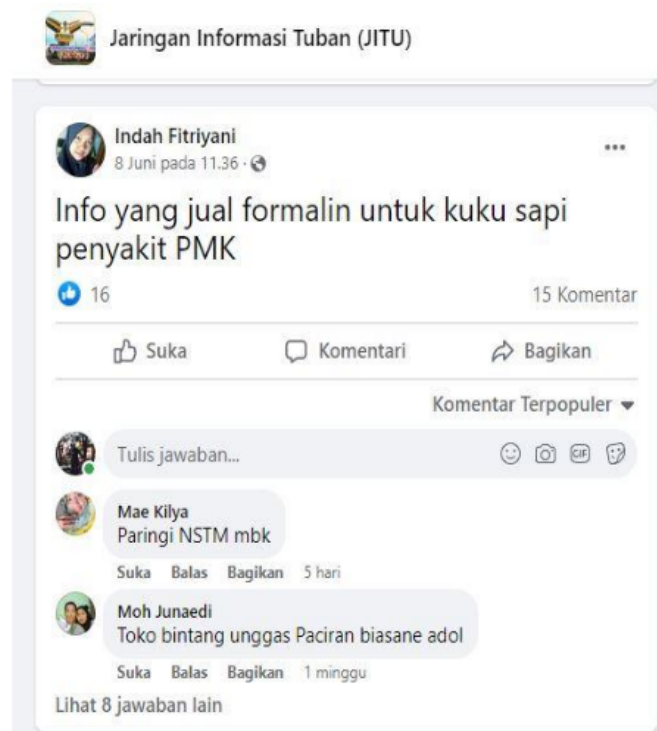 Jaringan Informasi Tuban (JITU)
Indah Fitriyani
8 Juni pada 11.36 ·
Info yang jual formalin untuk kuku sapi
penyakit PMK
16
15 Komentar
Suka
Komentari
Bagikan
Komentar Terpopuler
Tulis jawaban...
GIF
Mae Kilya
Paringi NSTM mbk
Suka Balas Bagikan 5 hari
Moh Junaedi
Toko bintang unggas Paciran biasane adol
Suka Balas Bagikan 1 minggu
Lihat 8 jawaban lain